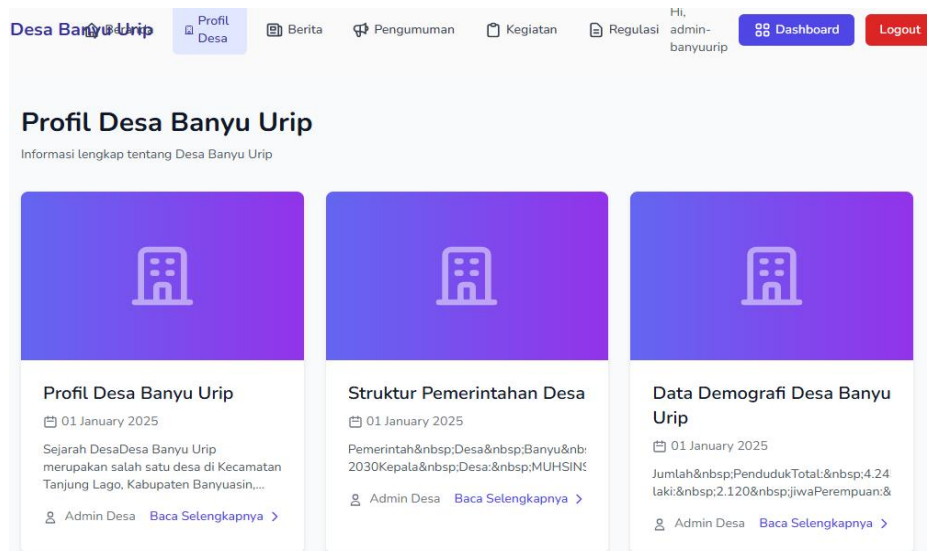 Desa Banyu Urip
Beranda
Profil
Desa
Berita
Pengumuman
Kegiatan
Regulasi
Hi,
admin-
banyuurip
Dashboard
Logout
Profil Desa Banyu Urip
Informasi lengkap tentang Desa Banyu Urip
Profil Desa Banyu Urip
01 January 2025
Sejarah DesaDesa Banyu Urip
merupakan salah satu desa di Kecamatan
Tanjung Lago, Kabupaten Banyuasin,...
Admin Desa Baca Selengkapnya
Struktur Pemerintahan Desa
01 January 2025
Pemerintah&nbsp;Desa&nbsp;Banyu&nb
2030Kepala&nbsp;Desa:&nbsp;MUHSINS
Admin Desa Baca Selengkapnya
Data Demografi Desa Banyu
Urip
01 January 2025
Jumlah&nbsp;PendudukTotal:&nbsp;4.24
laki:&nbsp;2.120&nbsp;jiwaPerempuan:&
Admin Desa Baca Selengkapnya